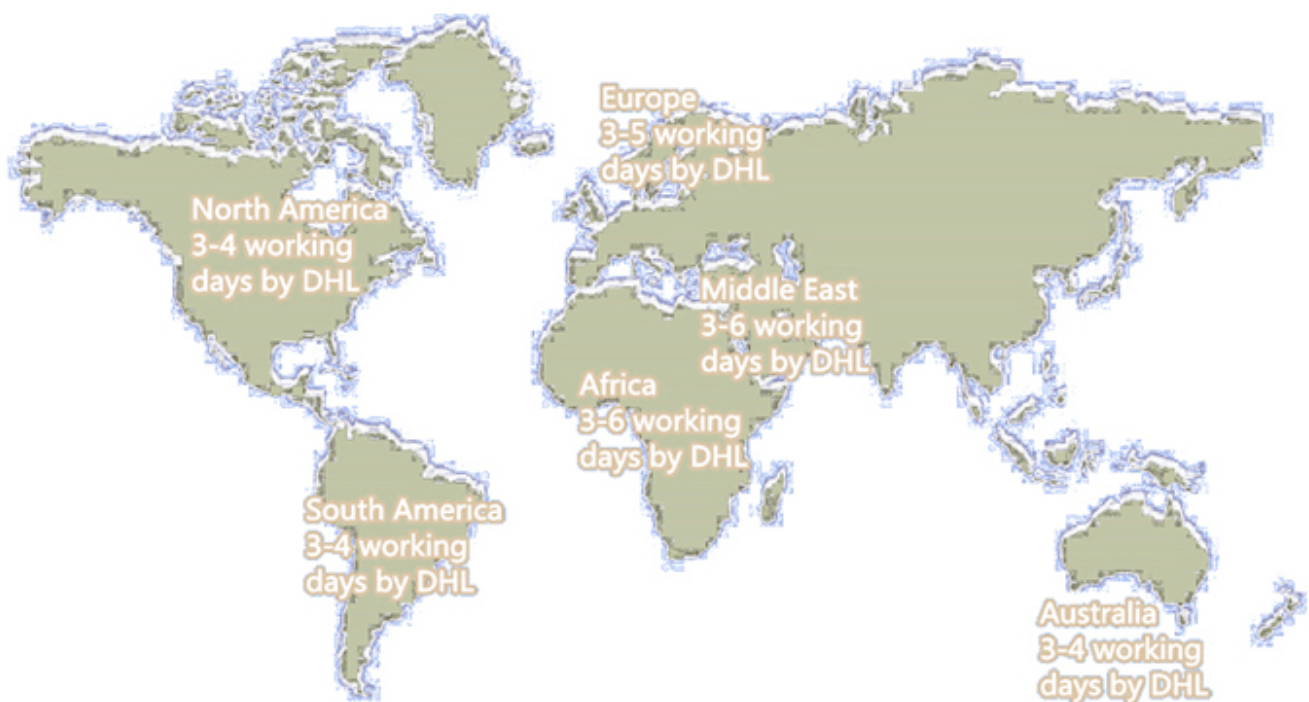 Europe
3-5 working
days by DHL
North America
3-4 working
days by DHL
Middle East
3-6 working
days by DHL
Africa
3-6 working
days by DHL
South America
3-4 working
days by DHL
Australia
3-4 working
days by DHL